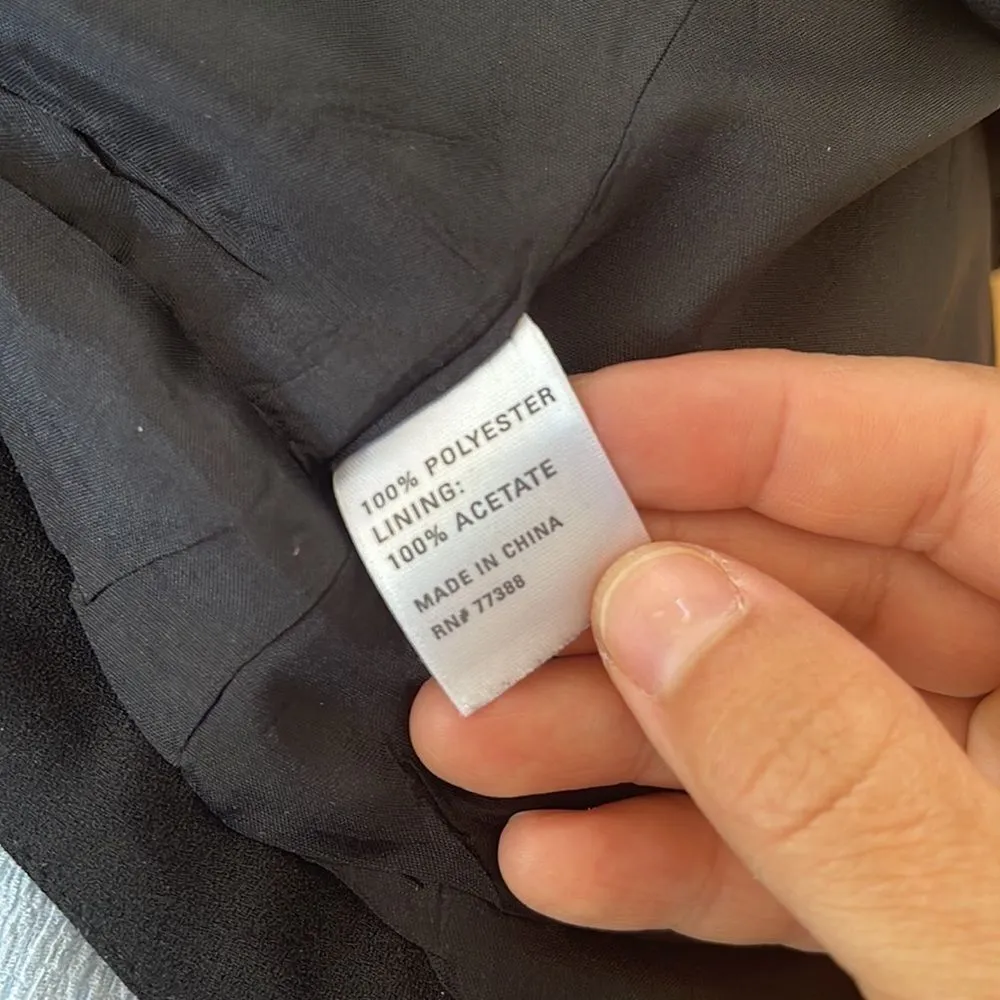 100% POLYESTER
LINING:
100% ACETATE
MADE IN CHINA
RN# 77388